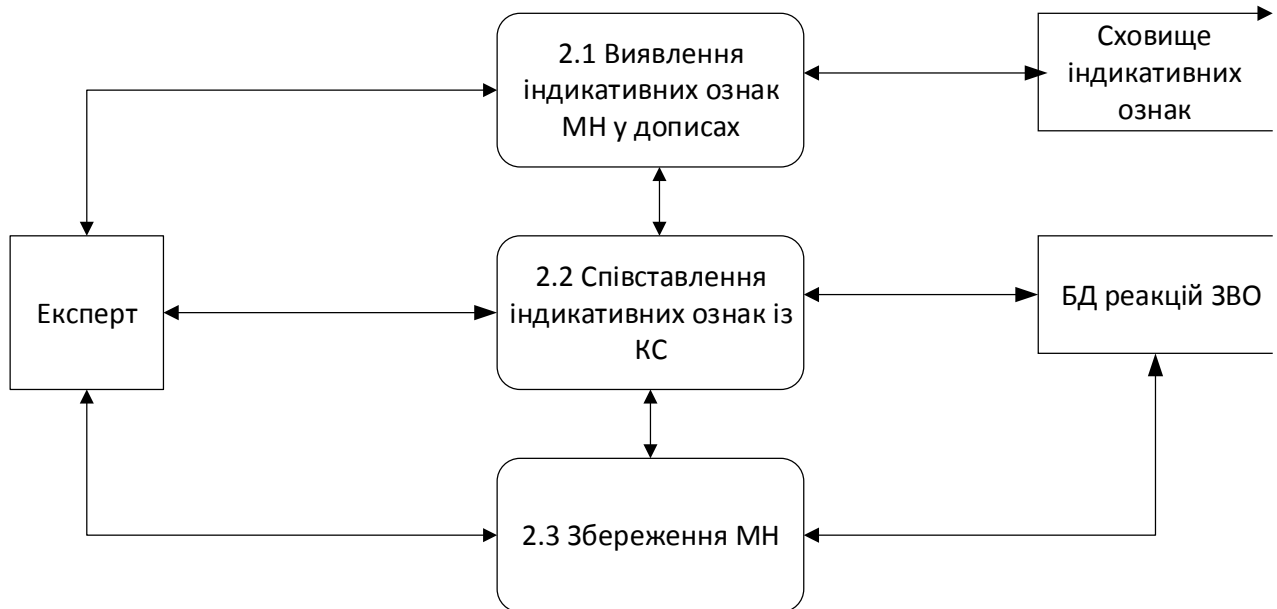 2.1 Виявлення
індикативних ознак
МН у дописах
Сховище
індикативних
ознак
Експерт
2.2 Співставлення
індикативних ознак із
КС
БД реакцій ЗВО
2.3 Збереження МН